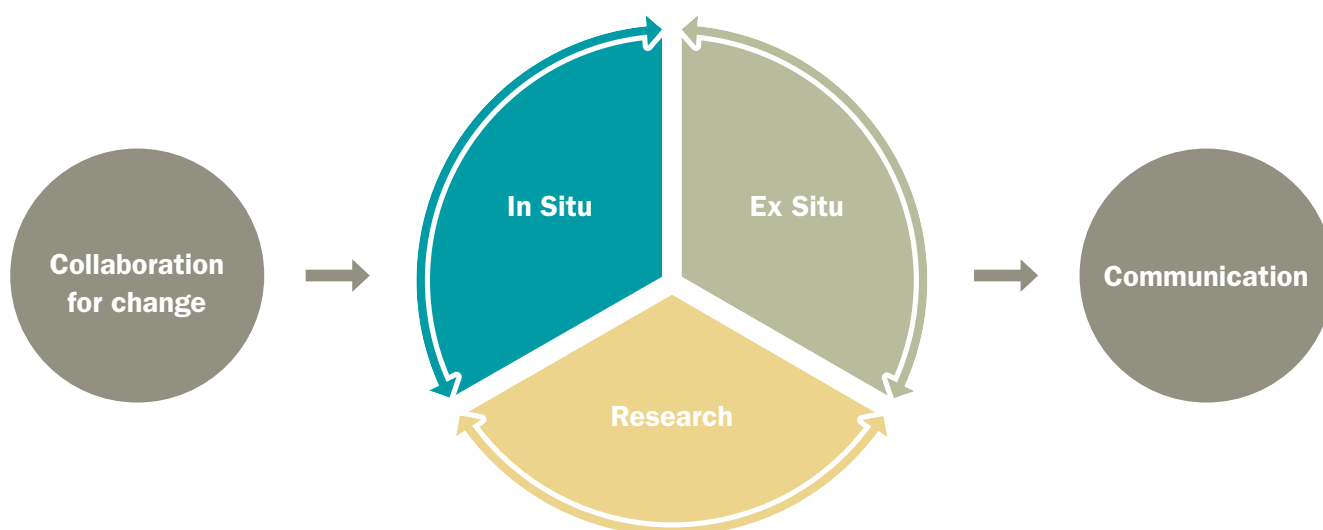 Collaboration
for change
In Situ
Ex Situ
Research
Communication